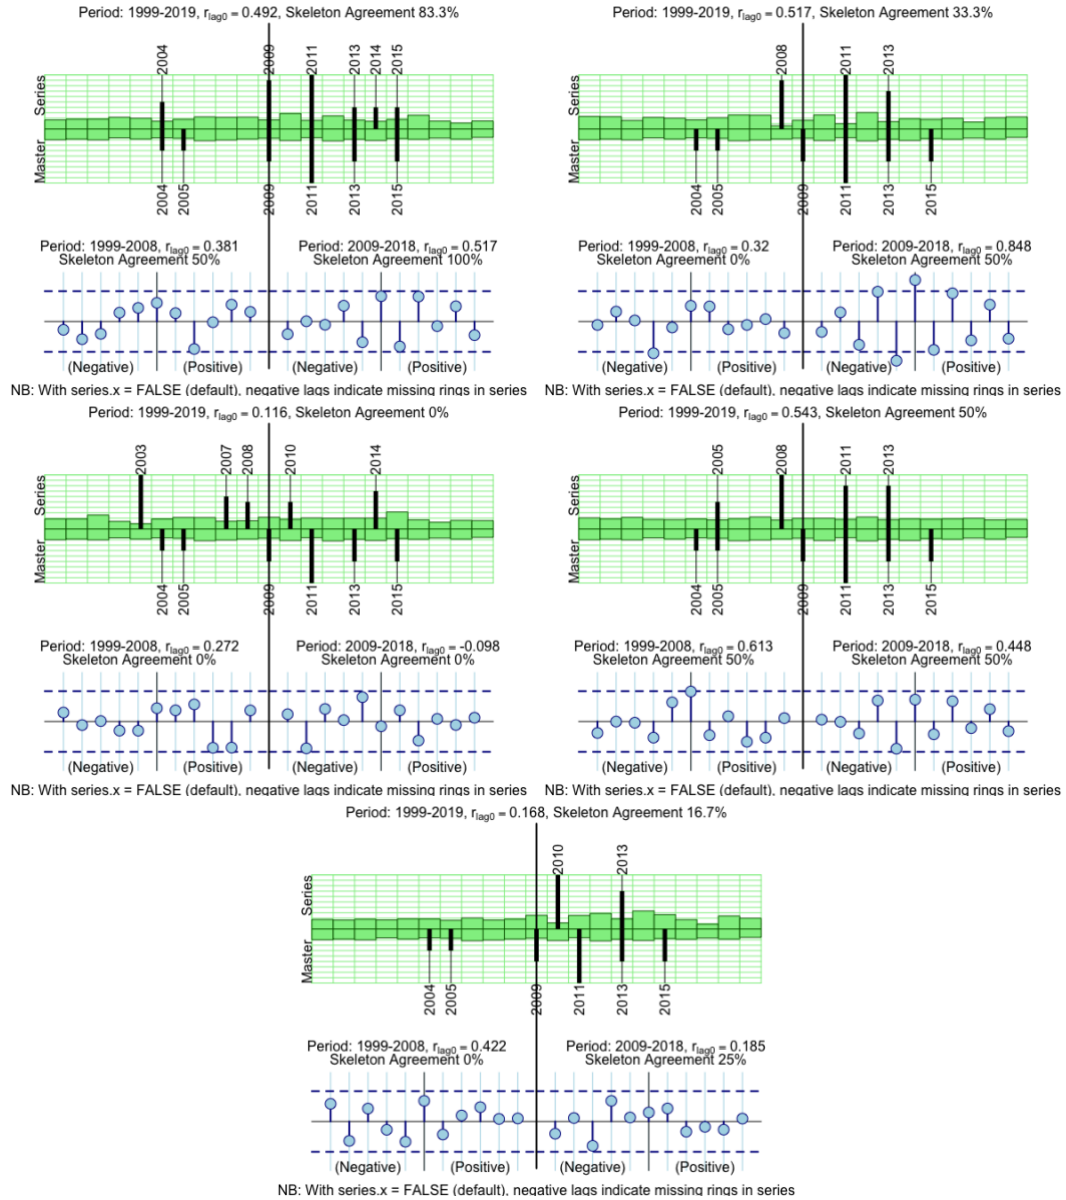 Period: 1999-2019, rlag0 = 0.492, Skeleton Agreement 83.3%
2004 2009 2011 2013 2014 2015
Series
Master
2004 2005 2009 2011 2013 2015
Period: 1999-2008, rlag0 = 0.381
Skeleton Agreement 50%
Period: 2009-2018, rlag0 = 0.517
Skeleton Agreement 100%
(Negative) (Positive) (Negative) (Positive)
NB: With series.x = FALSE (default), negative lags indicate missing rings in series
Period: 1999-2019, rlag0 = 0.517, Skeleton Agreement 33.3%
2008 2011 2013
Series
Master
2004 2005 2009 2011 2013 2015
Period: 1999-2008, rlag0 = 0.32
Skeleton Agreement 0%
Period: 2009-2018, rlag0 = 0.848
Skeleton Agreement 50%
(Negative) (Positive) (Negative) (Positive)
NB: With series.x = FALSE (default), negative lags indicate missing rings in series
Period: 1999-2019, rlag0 = 0.116, Skeleton Agreement 0%
2003 2007 2008 2010 2014
Series
Master
2004 2005 2009 2011 2013 2015
Period: 1999-2008, rlag0 = 0.272
Skeleton Agreement 0%
Period: 2009-2018, rlag0 = -0.098
Skeleton Agreement 0%
(Negative) (Positive) (Negative) (Positive)
NB: With series.x = FALSE (default), negative lags indicate missing rings in series
Period: 1999-2019, rlag0 = 0.543, Skeleton Agreement 50%
2005 2008 2011 2013
Series
Master
2004 2005 2009 2011 2013 2015
Period: 1999-2008, rlag0 = 0.613
Skeleton Agreement 50%
Period: 2009-2018, rlag0 = 0.448
Skeleton Agreement 50%
(Negative) (Positive) (Negative) (Positive)
NB: With series.x = FALSE (default), negative lags indicate missing rings in series
Period: 1999-2019, rlag0 = 0.168, Skeleton Agreement 16.7%
2010 2013
Series
Master
2004 2005 2009 2011 2013 2015
Period: 1999-2008, rlag0 = 0.422
Skeleton Agreement 0%
Period: 2009-2018, rlag0 = 0.185
Skeleton Agreement 25%
(Negative) (Positive) (Negative) (Positive)
NB: With series.x = FALSE (default), negative lags indicate missing rings in series